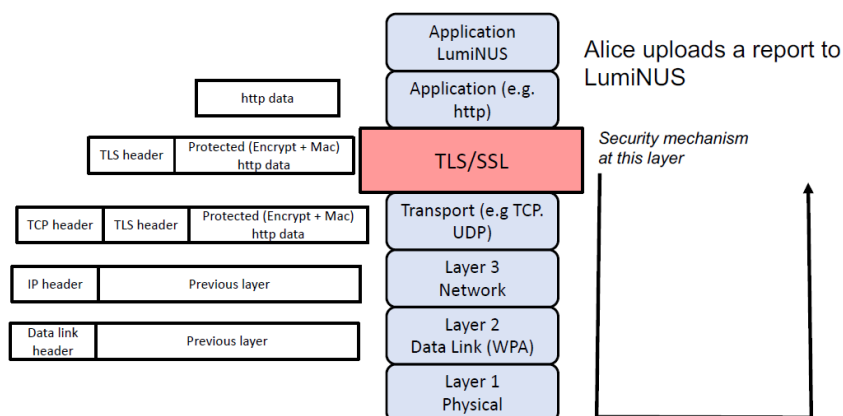 Application
LumiNUS
Alice uploads a report to
LumiNUS
http data
Application (e.g.
http)
TLS header
Protected (Encrypt + Mac)
http data
TLS/SSL
Security mechanism
at this layer
TCP header
TLS header
Protected (Encrypt + Mac)
http data
Transport (e.g TCP.
UDP)
IP header
Previous layer
Layer 3
Network
Data link
header
Previous layer
Layer 2
Data Link (WPA)
Layer 1
Physical